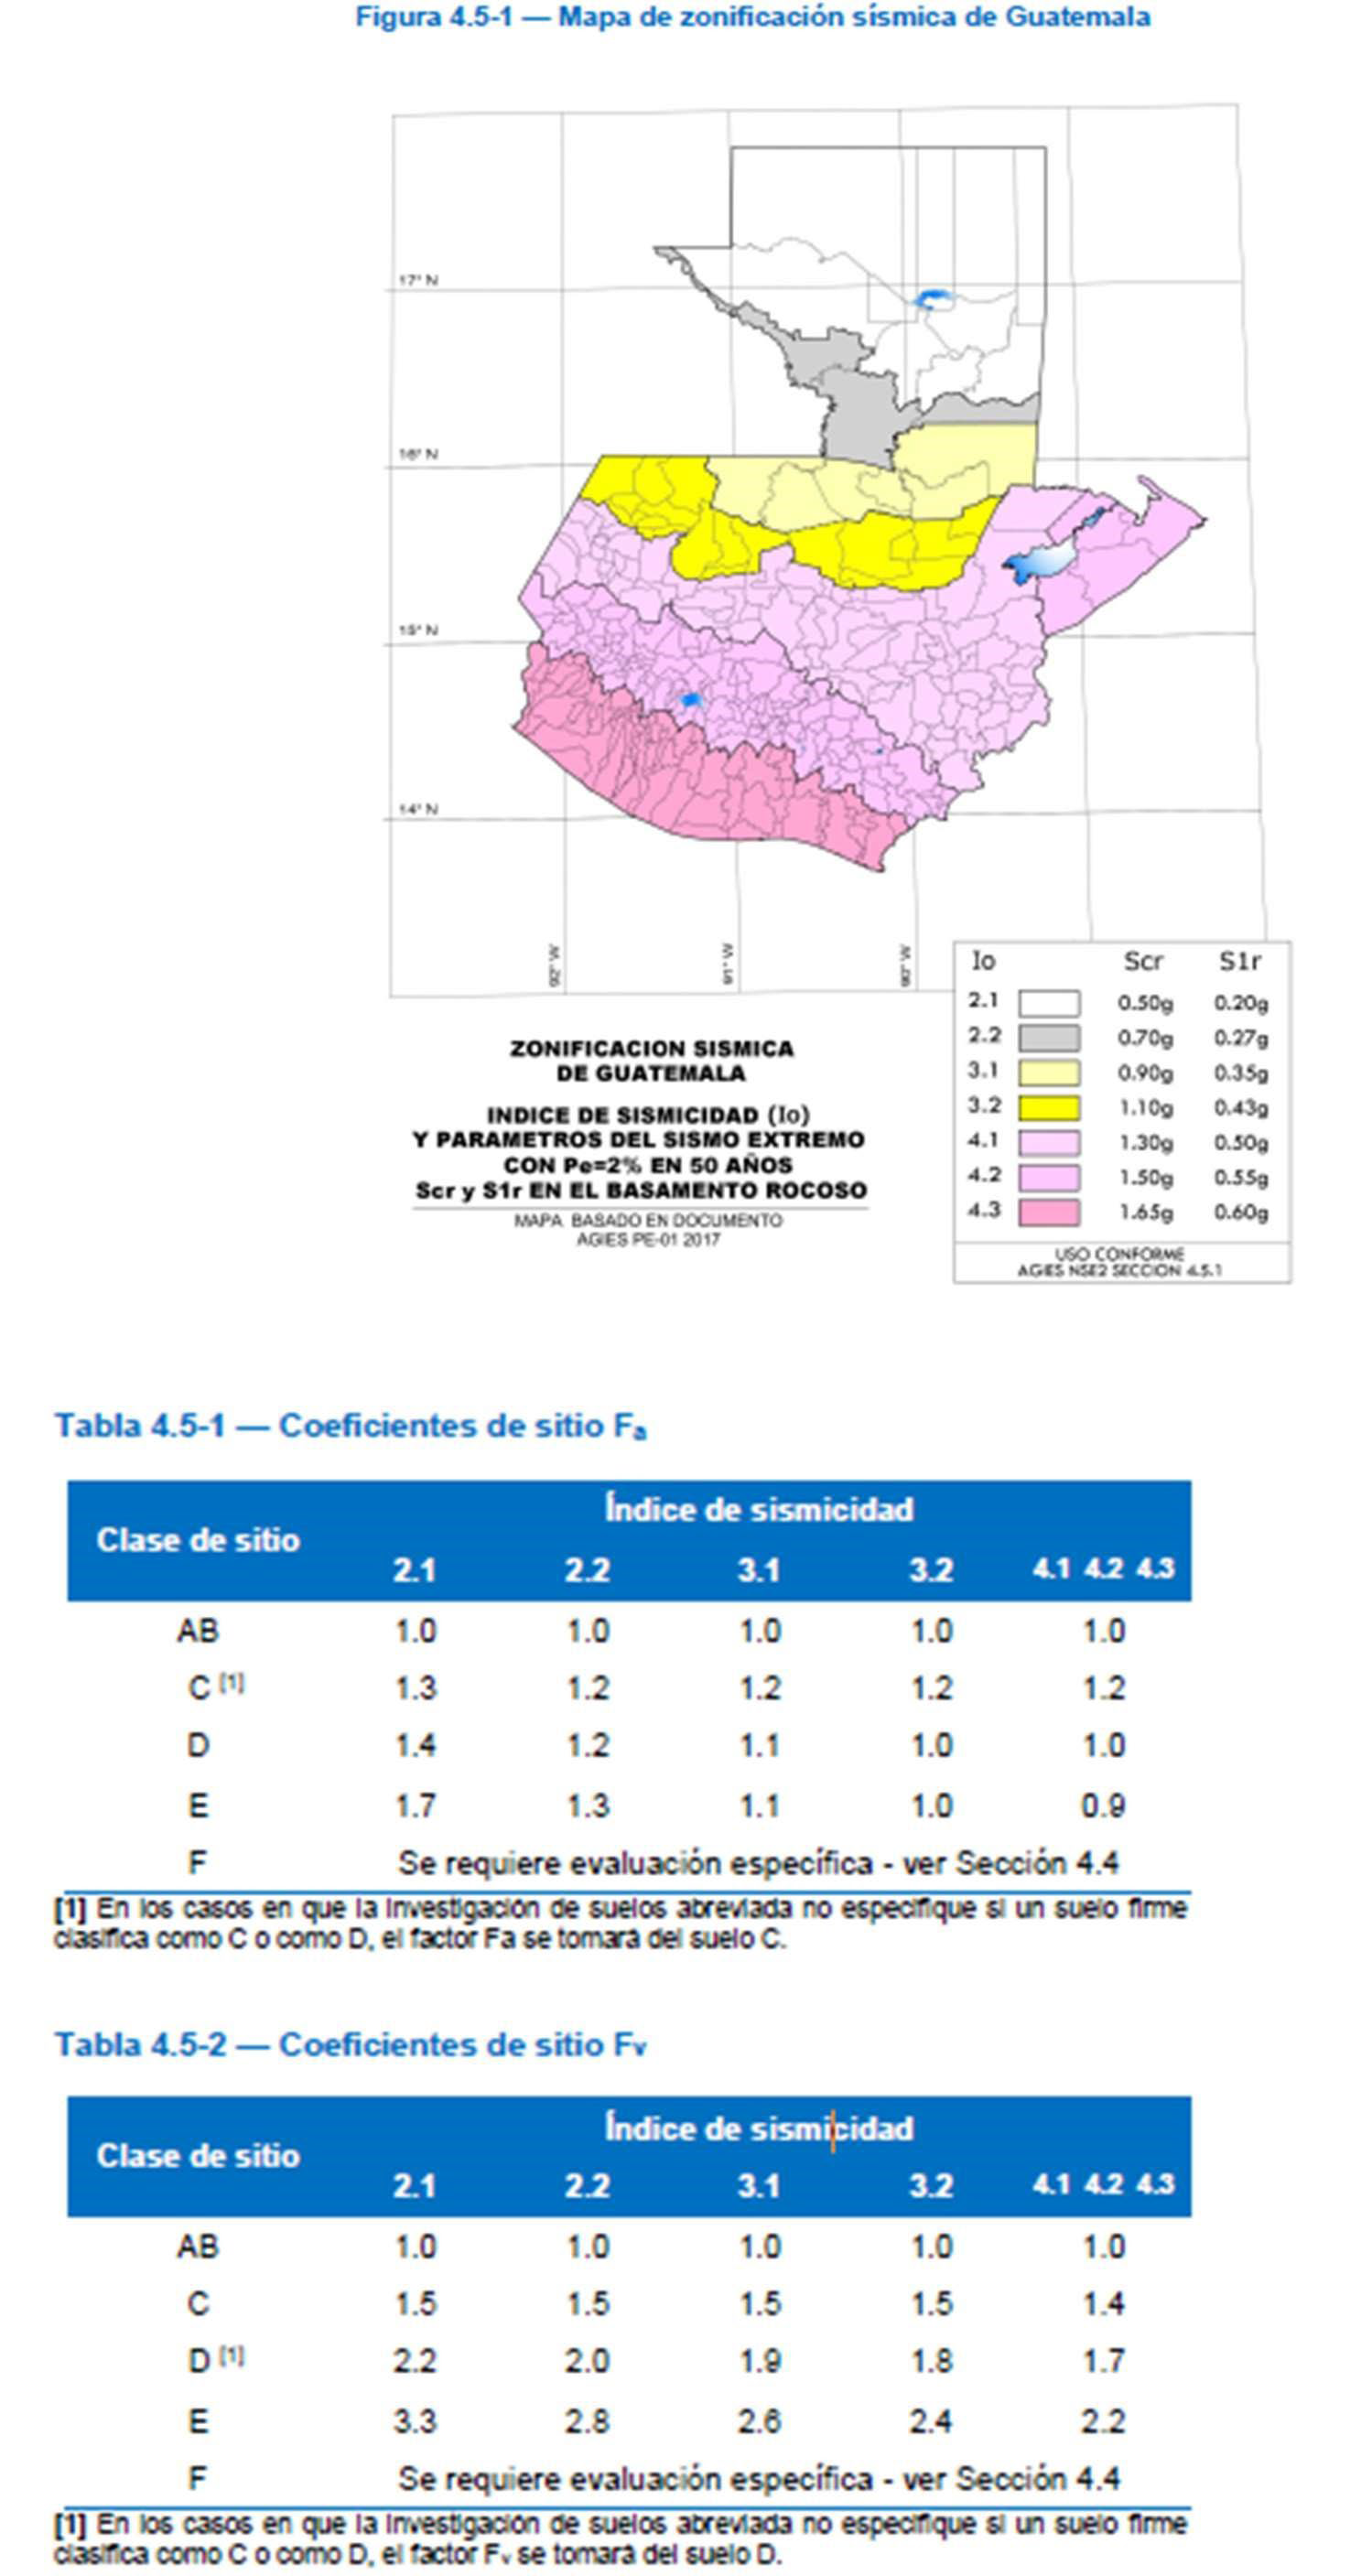 Figura 4.5-1 — Mapa de zonificación sísmica de Guatemala
17° N
16° N
15° N
14° N
92° W
91° W
90° W
Io Scr S1r
2.1 0.50g 0.20g
2.2 0.70g 0.27g
3.1 0.90g 0.35g
3.2 1.10g 0.43g
4.1 1.30g 0.50g
4.2 1.50g 0.55g
4.3 1.65g 0.60g
USO CONFORME
AGIES NSE2 SECCION 4.5.1
ZONIFICACION SISMICA
DE GUATEMALA
INDICE DE SISMICIDAD (Io)
Y PARAMETROS DEL SISMO EXTREMO
CON Pe=2% EN 50 AÑOS
Scr y S1r EN EL BASAMENTO ROCOSO
MAPA BASADO EN DOCUMENTO
AGIES PE-01 2017
Tabla 4.5-1 — Coeficientes de sitio Fa
Clase de sitio
Índice de sismicidad
2.1 2.2 3.1 3.2 4.1 4.2 4.3
AB 1.0 1.0 1.0 1.0 1.0
C [1] 1.3 1.2 1.2 1.2 1.2
D 1.4 1.2 1.1 1.0 1.0
E 1.7 1.3 1.1 1.0 0.9
F Se requiere evaluación específica - ver Sección 4.4
[1] En los casos en que la investigación de suelos abreviada no especifique si un suelo firme
clasifica como C o como D, el factor Fa se tomará del suelo C.
Tabla 4.5-2 — Coeficientes de sitio Fv
Clase de sitio
Índice de sismicidad
2.1 2.2 3.1 3.2 4.1 4.2 4.3
AB 1.0 1.0 1.0 1.0 1.0
C 1.5 1.5 1.5 1.5 1.4
D [1] 2.2 2.0 1.9 1.8 1.7
E 3.3 2.8 2.6 2.4 2.2
F Se requiere evaluación específica - ver Sección 4.4
[1] En los casos en que la investigación de suelos abreviada no especifique si un suelo firme
clasifica como C o como D, el factor Fv se tomará del suelo D.